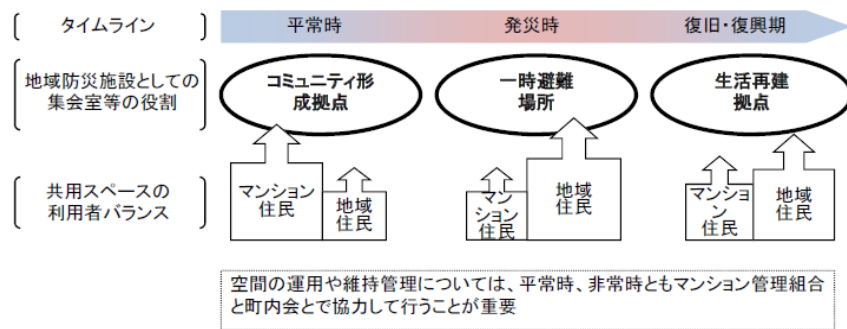 タイムライン
平常時
発災時
復旧・復興期
地域防災施設としての
集会室等の役割
コミュニティ形
成拠点
一時避難
場所
生活再建
拠点
共用スペースの
利用者バランス
マンション
住民
地域
住民
マン
ション
住民
地域
住民
マンショ
ン
住民
地域
住民
空間の運用や維持管理については、平常時、非常時ともマンション管理組合
と町内会とで協力して行うことが重要